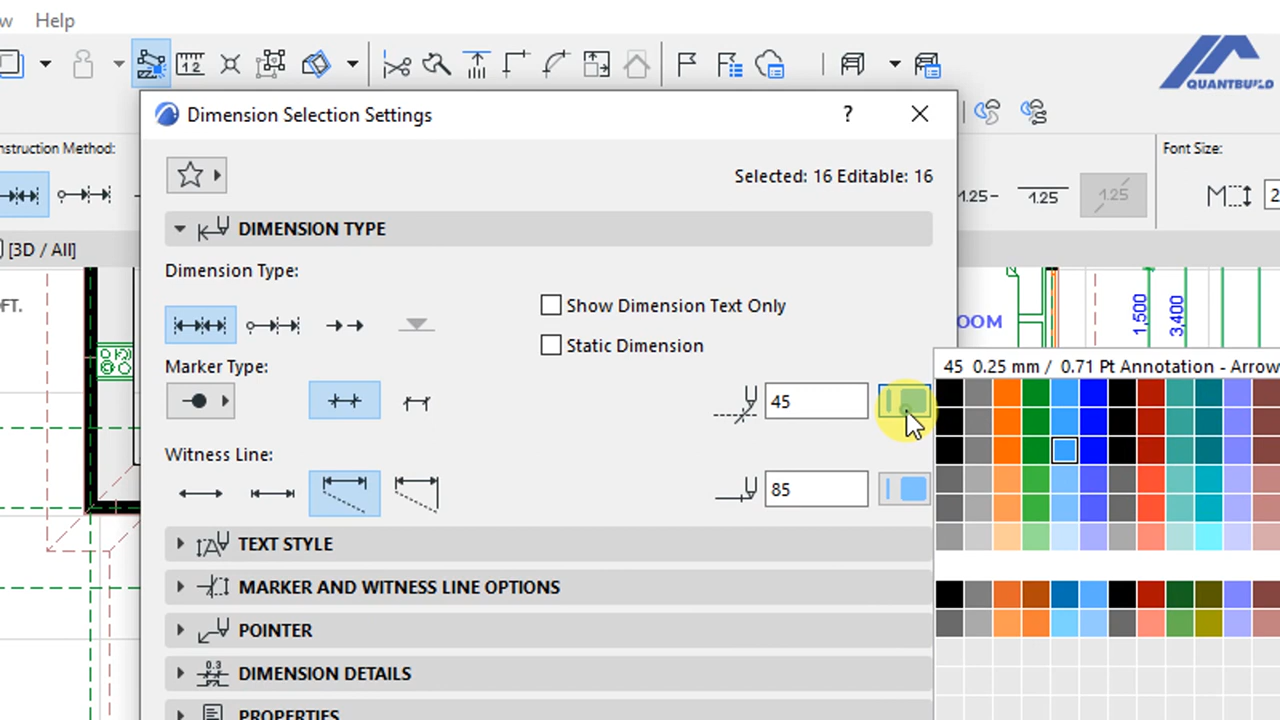 w Help
QUANTBUILD
Dimension Selection Settings
?
nstruction Method:
Font Size:
Selected: 16 Editable: 16
1.25
1.25
1.25
2
[3D / All]
DIMENSION TYPE
Dimension Type:
Show Dimension Text Only
FT.
OOM
1,500
3,400
Static Dimension
Marker Type:
45 0.25 mm / 0.71 Pt Annotation - Arrow
45
Witness Line:
85
TEXT STYLE
MARKER AND WITNESS LINE OPTIONS
POINTER
DIMENSION DETAILS
PROPERTIES